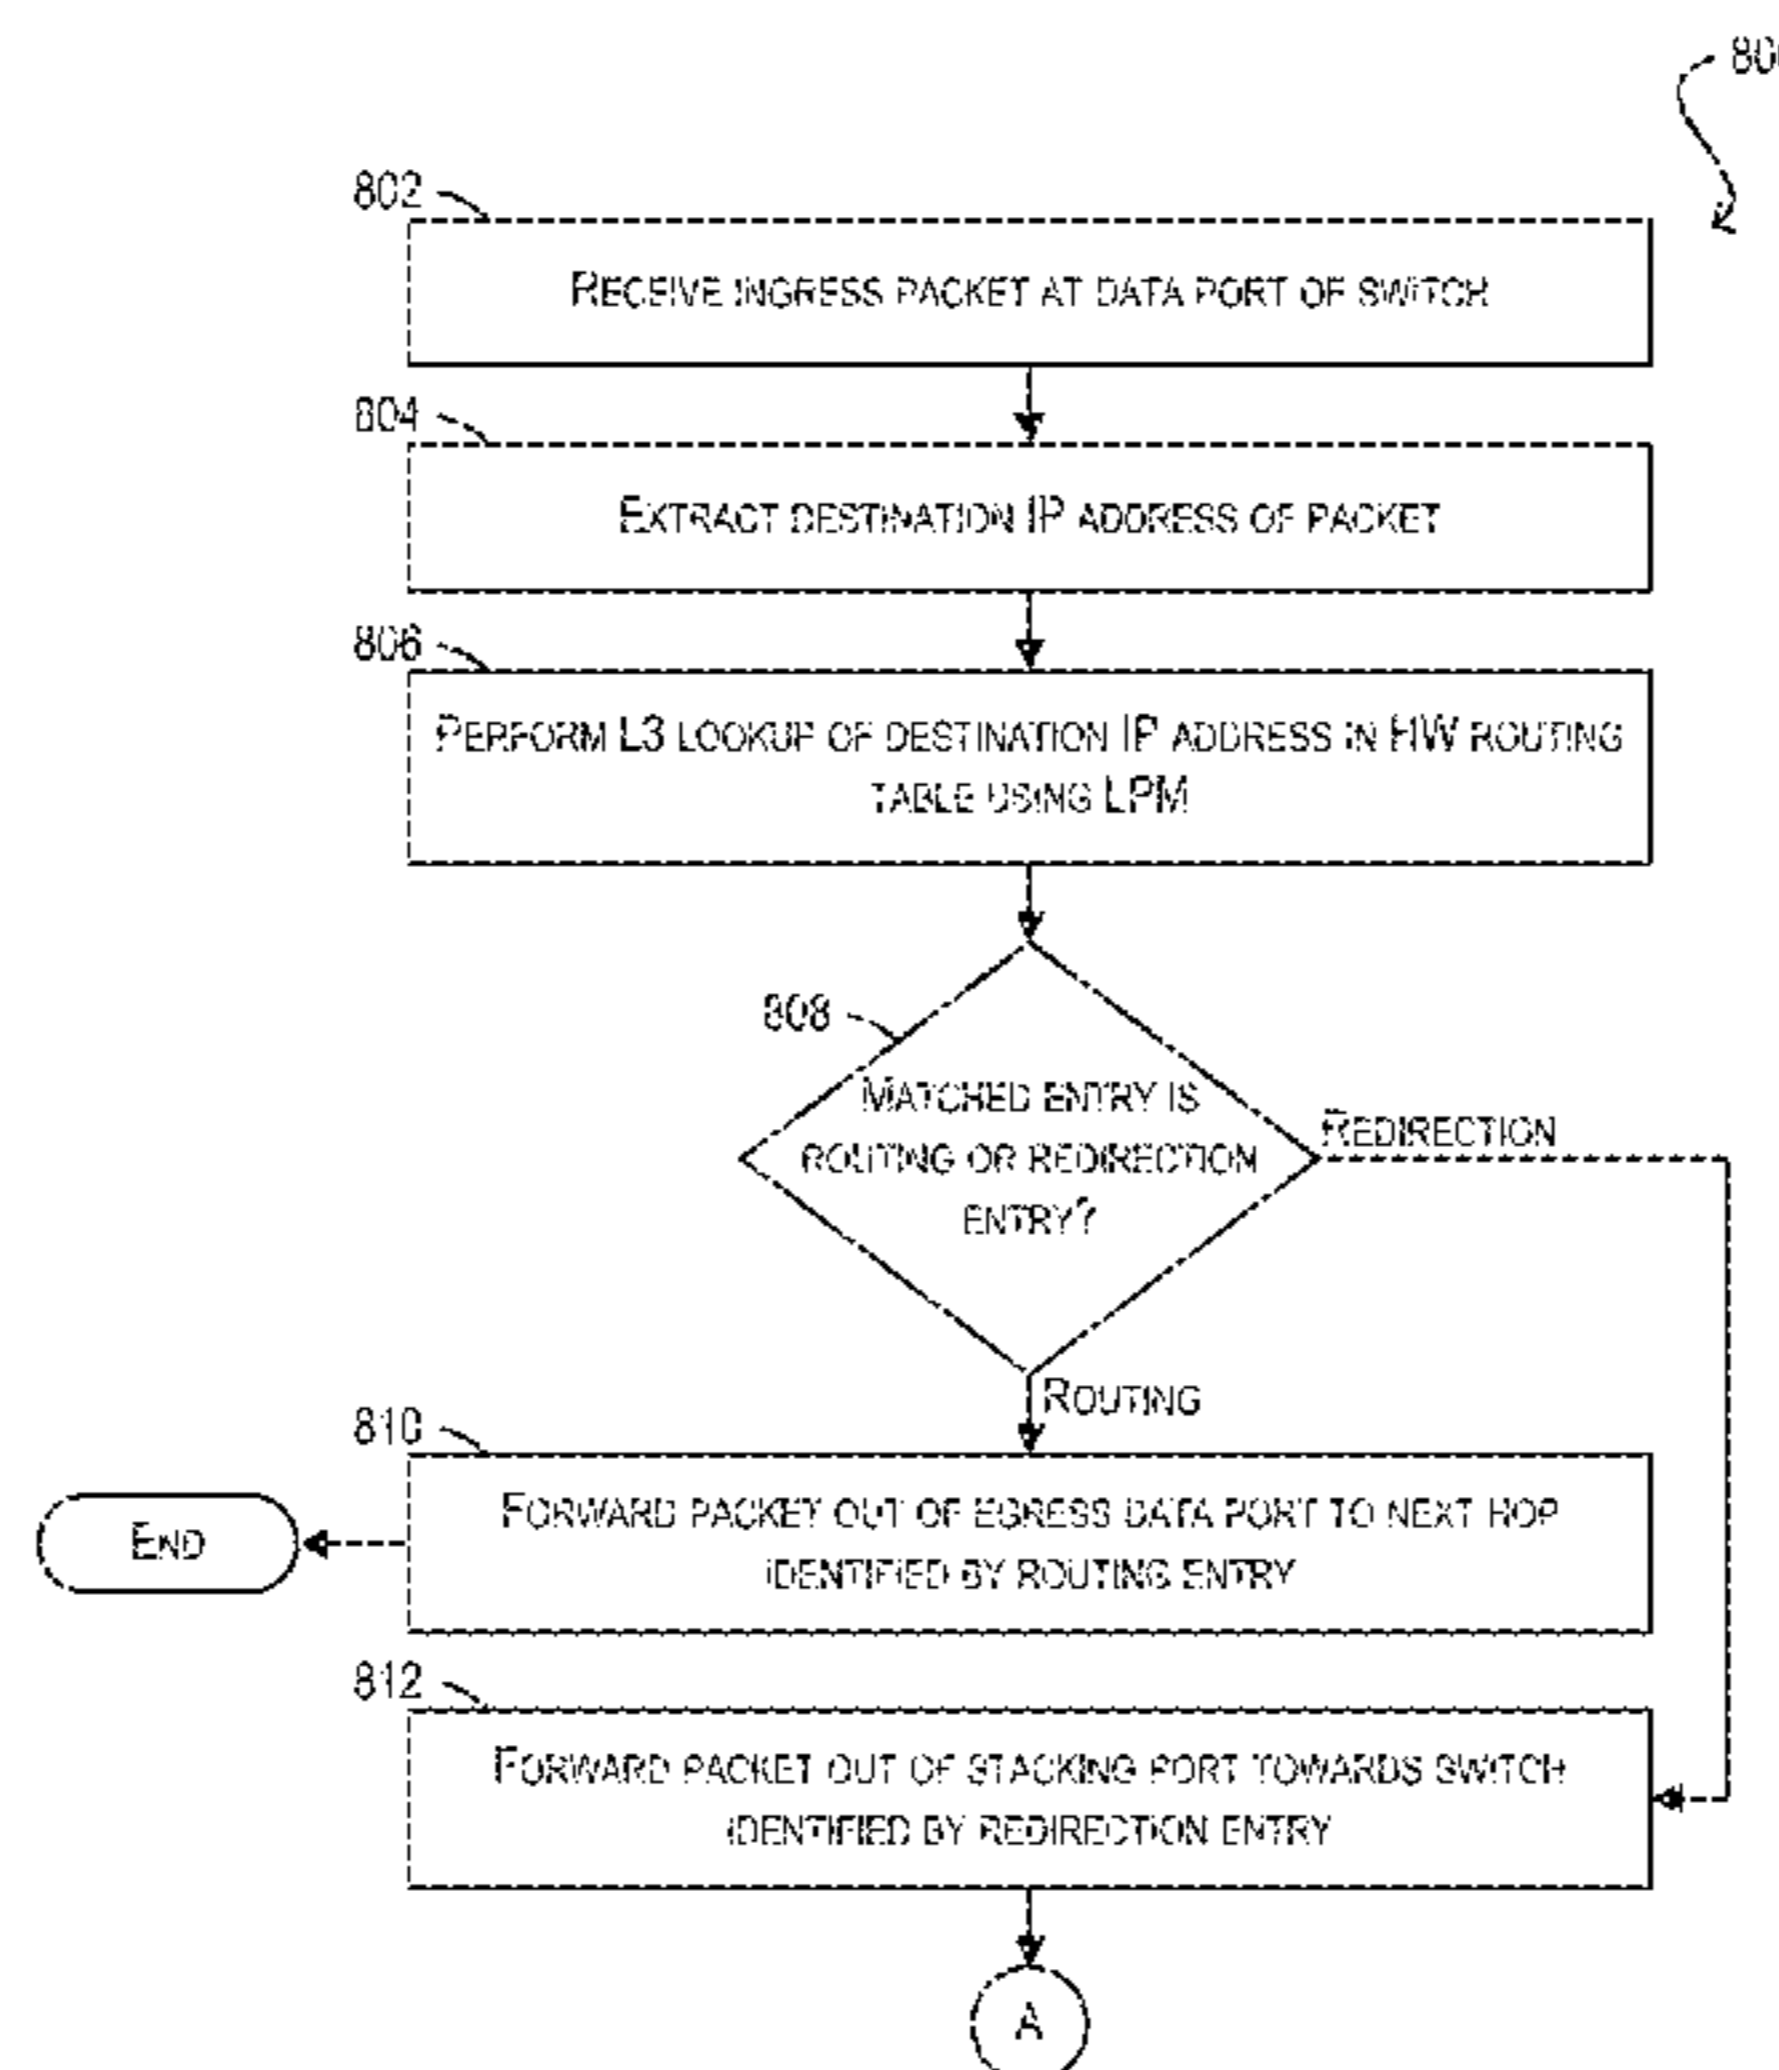 800
802
RECEIVE INGRESS PACKET AT DATA PORT OF SWITCH
804
EXTRACT DESTINATION IP ADDRESS OF PACKET
806
PERFORM L3 LOOKUP OF DESTINATION IP ADDRESS IN HW ROUTING
TABLE USING LPM
808
MATCHED ENTRY IS
ROUTING OR REDIRECTION
ENTRY?
REDIRECTION
ROUTING
810
FORWARD PACKET OUT OF EGRESS DATA PORT TO NEXT HOP
IDENTIFIED BY ROUTING ENTRY
END
812
FORWARD PACKET OUT OF STACKING PORT TOWARDS SWITCH
IDENTIFIED BY REDIRECTION ENTRY
A